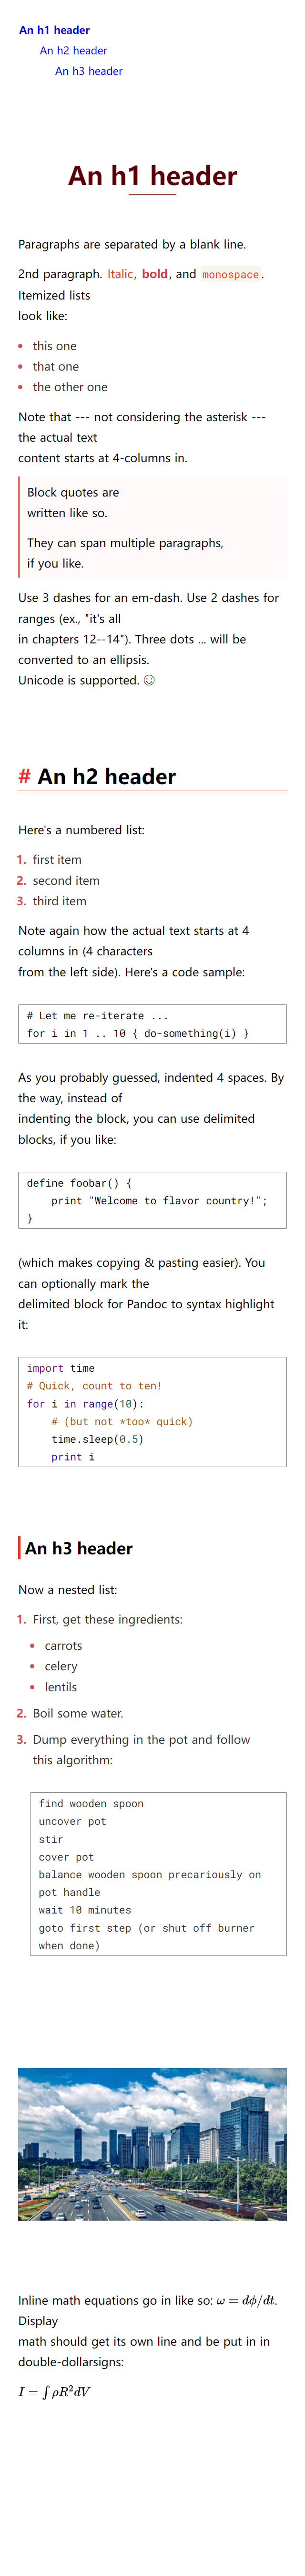 An h1 header
An h2 header
An h3 header
An h1 header
Paragraphs are separated by a blank line.
2nd paragraph. Italic, bold, and monospace.
Itemized lists
look like:
• this one
• that one
• the other one
Note that --- not considering the asterisk ---
the actual text
content starts at 4-columns in.
Block quotes are
written like so.
They can span multiple paragraphs,
if you like.
Use 3 dashes for an em-dash. Use 2 dashes for
ranges (ex., "it's all
in chapters 12--14"). Three dots ... will be
converted to an ellipsis.
Unicode is supported. ☺
# An h2 header
Here's a numbered list:
1. first item
2. second item
3. third item
Note again how the actual text starts at 4
columns in (4 characters
from the left side). Here's a code sample:
# Let me re-iterate ...
for i in 1 .. 10 { do-something(i) }
As you probably guessed, indented 4 spaces. By
the way, instead of
indenting the block, you can use delimited
blocks, if you like:
define foobar() {
    print "Welcome to flavor country!";
}
(which makes copying & pasting easier). You
can optionally mark the
delimited block for Pandoc to syntax highlight
it:
import time
# Quick, count to ten!
for i in range(10):
    # (but not *too* quick)
    time.sleep(0.5)
    print i
An h3 header
Now a nested list:
1. First, get these ingredients:
• carrots
• celery
• lentils
2. Boil some water.
3. Dump everything in the pot and follow
this algorithm:
find wooden spoon
uncover pot
stir
cover pot
balance wooden spoon precariously on
pot handle
wait 10 minutes
goto first step (or shut off burner
when done)
Inline math equations go in like so: ω = dϕ/dt.
Display
math should get its own line and be put in in
double-dollarsigns:
I = ∫ ρR²dV